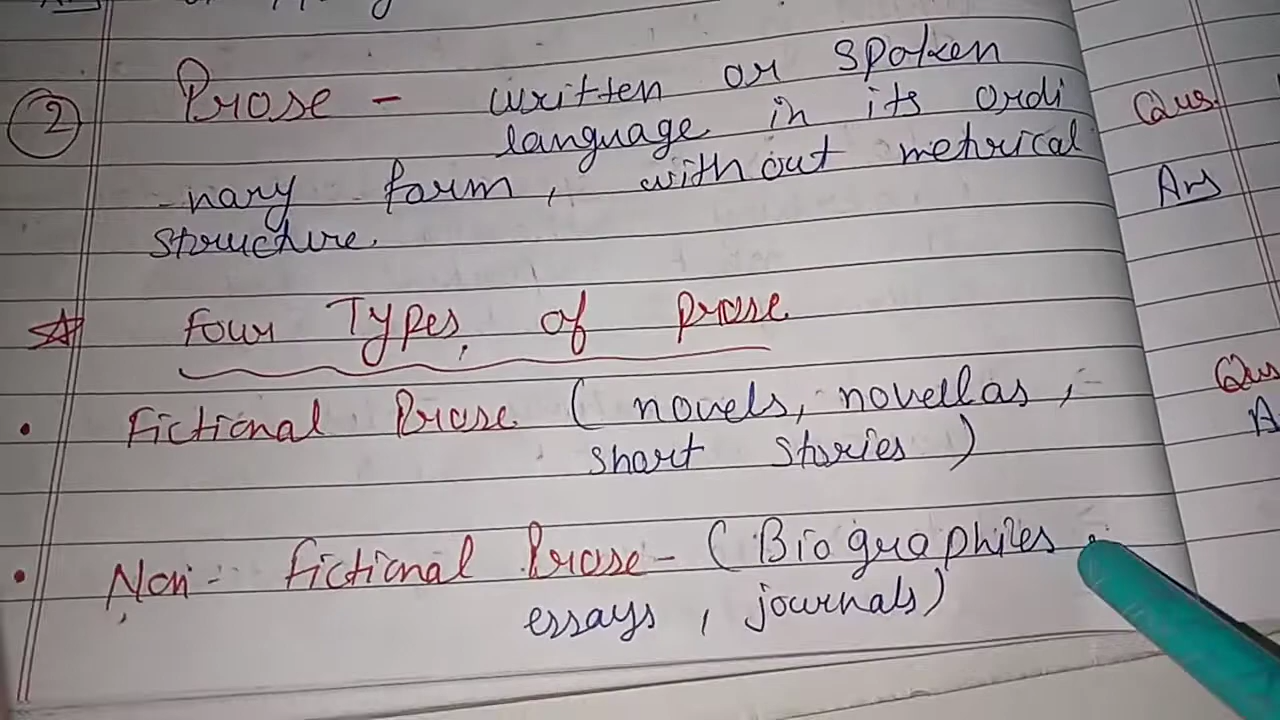 2 Prose - written or spoken
language in its ordi
-nary form, without metrical
structure.
Four Types of prose
• Fictional Prose (novels, novellas,
short stories)
• Non-fictional Prose - (Biographies,
essays, journals)
Ques.
Ans
Ques
A